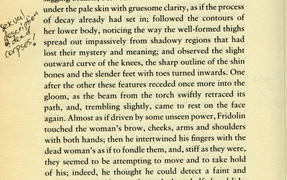 sexual
description
of dead
corpses!
under the pale skin with gruesome clarity, as if the process
of decay already had set in; followed the contours of
her lower body, noticing the way the well-formed thighs
spread out impassively from shadowy regions that had
lost their mystery and meaning; and observed the slight
outward curve of the knees, the sharp outline of the shin
bones and the slender feet with toes turned inwards. One
after the other these features receded once more into the
gloom, as the beam from the torch swiftly retraced its
path, and, trembling slightly, came to rest on the face
again. Almost as if driven by some unseen power, Fridolin
touched the woman's brow, cheeks, arms and shoulders
with both hands; then he intertwined his fingers with the
dead woman's as if to fondle them, and, stiff as they were,
they seemed to be attempting to move and to take hold
of his; indeed, he thought he could detect a faint and